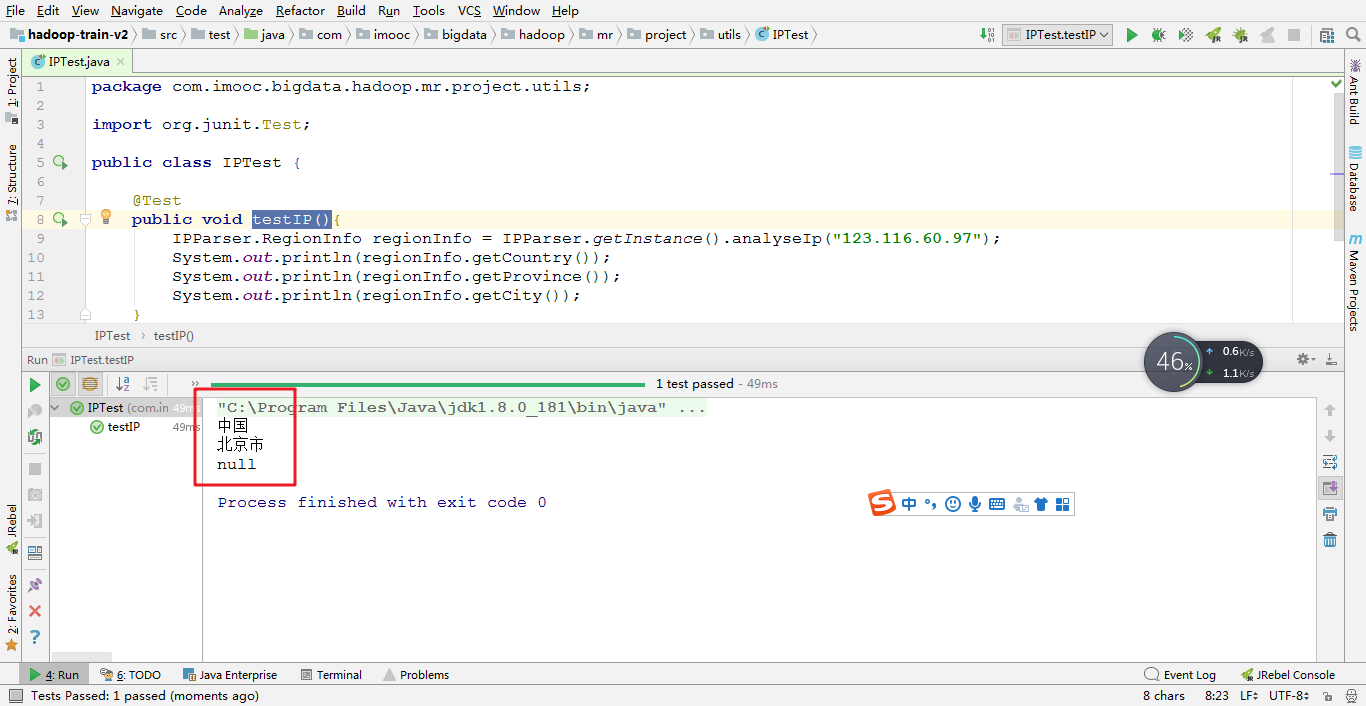 File Edit View Navigate Code Analyze Refactor Build Run Tools VCS Window Help
hadoop-train-v2 src test java com imooc bigdata hadoop mr project utils IPTest IPTest.testIP
IPTest.java
1 package com.imooc.bigdata.hadoop.mr.project.utils;
2
3 import org.junit.Test;
4
5 public class IPTest {
6
7 @Test
8 public void testIP(){
9 IPParser.RegionInfo regionInfo = IPParser.getInstance().analyseIp("123.116.60.97");
10 System.out.println(regionInfo.getCountry());
11 System.out.println(regionInfo.getProvince());
12 System.out.println(regionInfo.getCity());
13 }
IPTest testIP()
Run IPTest.testIP
46% 0.6K/s
1.1K/s
1 test passed - 49ms
IPTest (com.in 49ms
testIP 49ms
"C:\Program Files\Java\jdk1.8.0_181\bin\java" ...
中国
北京市
null
Process finished with exit code 0
S 中
1: Project
7: Structure
JRebel
2: Favorites
Ant Build
Database
m Maven Projects
4: Run 6: TODO Java Enterprise Terminal Problems Event Log JRebel Console
Tests Passed: 1 passed (moments ago) 8 chars 8:23 LF UTF-8